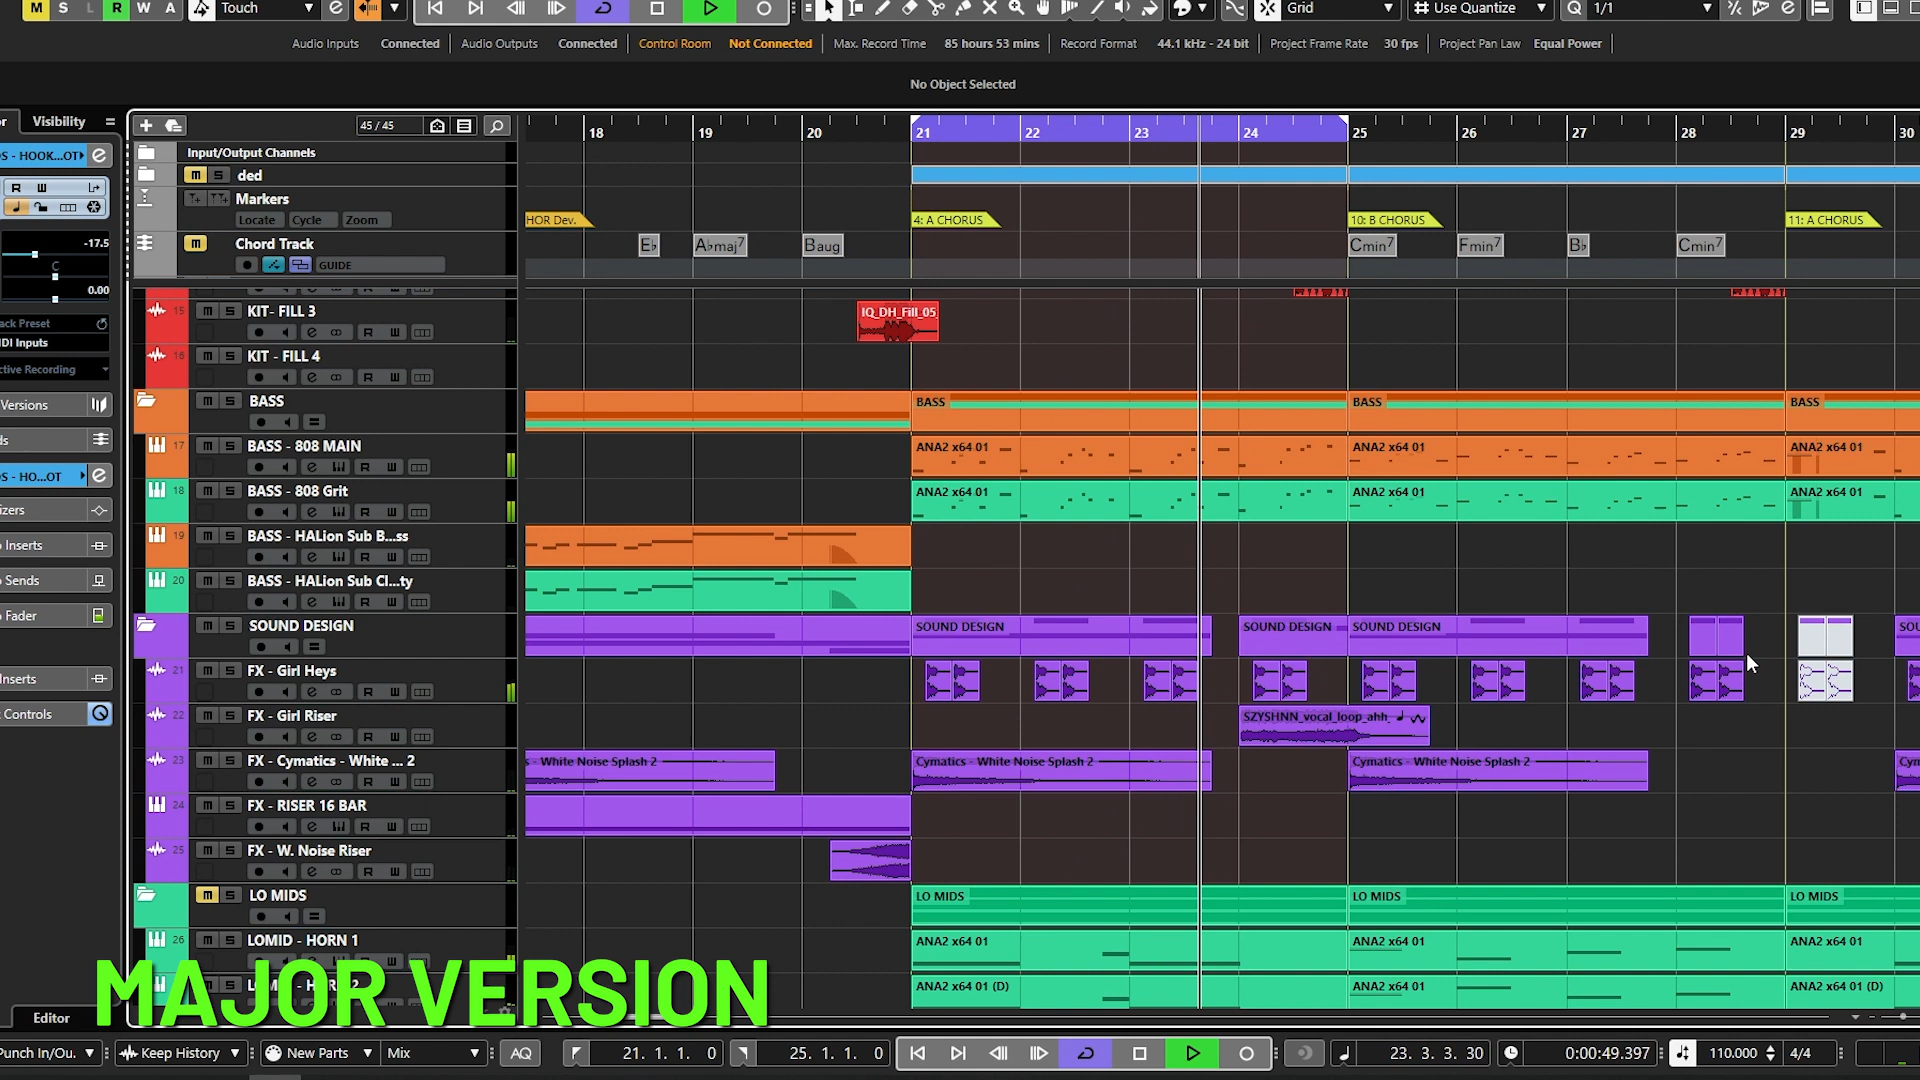 M S L R W A Touch Grid Use Quantize Q 1/1
Audio Inputs Connected Audio Outputs Connected Control Room Not Connected Max. Record Time 85 hours 53 mins Record Format 44.1 kHz - 24 bit Project Frame Rate 30 fps Project Pan Law Equal Power
No Object Selected
Visibility 45 / 45 18 19 20 21 22 23 24 25 26 27 28 29 30
S - HOOK...OT Input/Output Channels
R W m S ded
Markers
Locate Cycle Zoom HOR Dev. 4: A CHORUS 10: B CHORUS 11: A CHORUS
-17.5 m Chord Track E♭ A♭maj7 Baug Cmin7 Fmin7 B♭ Cmin7
C GUIDE
0.00
15 m S KIT- FILL 3 IQ_DH_Fill_05
ack Preset
DI Inputs
16 m S KIT - FILL 4
ctive Recording
Versions m S BASS BASS BASS BASS
ds
17 m S BASS - 808 MAIN ANA2 x64 01 ANA2 x64 01 ANA2 x64 01
S - HO...OT
18 m S BASS - 808 Grit ANA2 x64 01 ANA2 x64 01 ANA2 x64 01
izers
19 m S BASS - HALion Sub B...ss
Inserts
20 m S BASS - HALion Sub Cl...ty
Sends
Fader m S SOUND DESIGN SOUND DESIGN SOUND DESIGN SOUND DESIGN SOU
21 m S FX - Girl Heys
Inserts
22 m S FX - Girl Riser SZYSHNN_vocal_loop_ahh_
Controls
23 m S FX - Cymatics - White ... 2 - White Noise Splash 2 Cymatics - White Noise Splash 2 Cymatics - White Noise Splash 2 Cym
24 m S FX - RISER 16 BAR
25 m S FX - W. Noise Riser
m S LO MIDS LO MIDS LO MIDS LO MIDS
26 m S LOMID - HORN 1 ANA2 x64 01 ANA2 x64 01 ANA2 x64 01
ANA2 x64 01 (D) ANA2 x64 01 ANA2 x64 01 (D)
MAJOR VERSION
Editor
Punch In/Ou. Keep History New Parts Mix AQ 21. 1. 1. 0 25. 1. 1. 0 23. 3. 3. 30 0:00:49.397 110.000 4/4